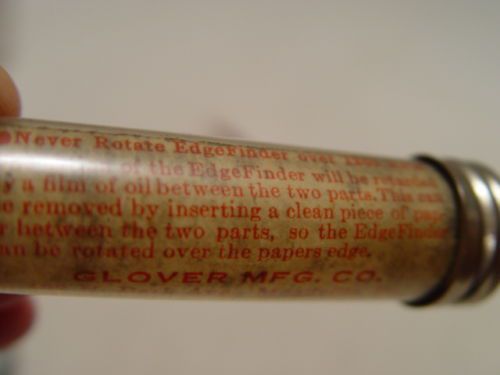 Never Rotate EdgeFinder over
of the EdgeFinder will be retarded
a film of oil between the two parts. This can
e removed by inserting a clean piece of
between the two parts, so the EdgeFinder
an be rotated over the papers edge.
GLOVER MFG. CO.